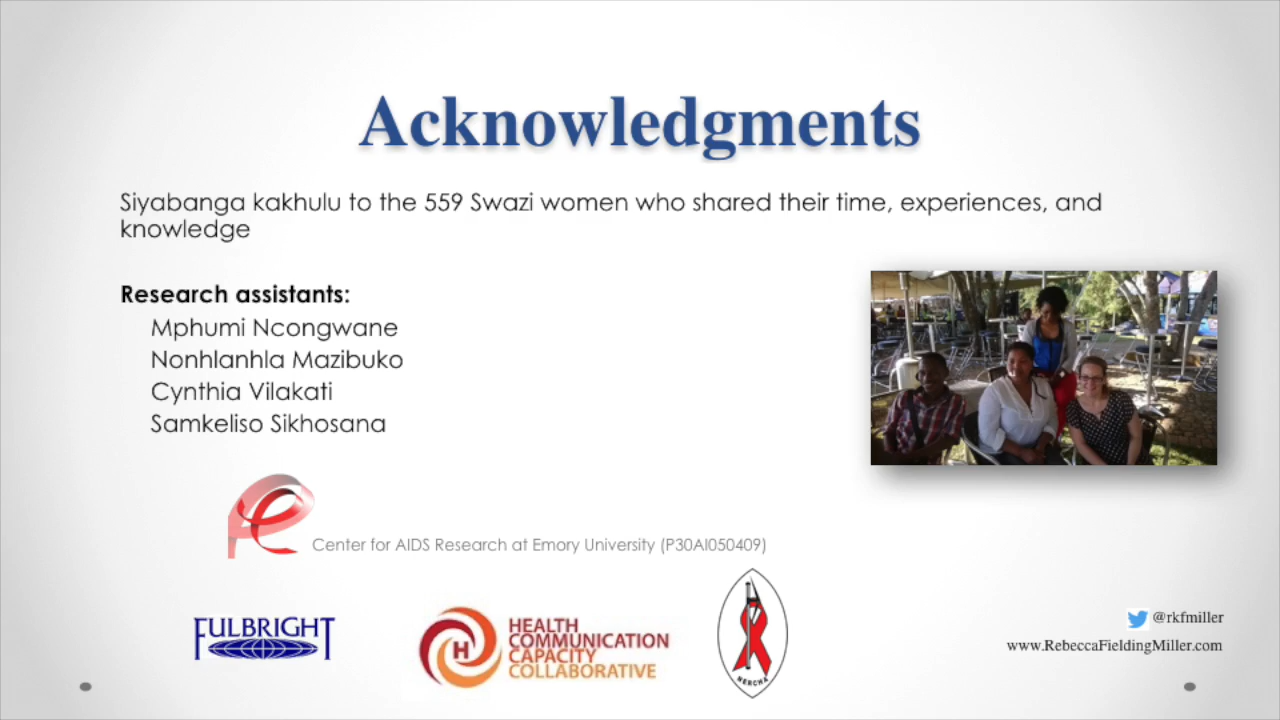 Acknowledgments
Siyabanga kakhulu to the 559 Swazi women who shared their time, experiences, and
knowledge
Research assistants:
Mphumi Ncongwane
Nonhlanhla Mazibuko
Cynthia Vilakati
Samkeliso Sikhosana
Center for AIDS Research at Emory University (P30AI050409)
FULBRIGHT
HEALTH
COMMUNICATION
CAPACITY
COLLABORATIVE
H
NERCHA
@rkfmiller
www.RebeccaFieldingMiller.com